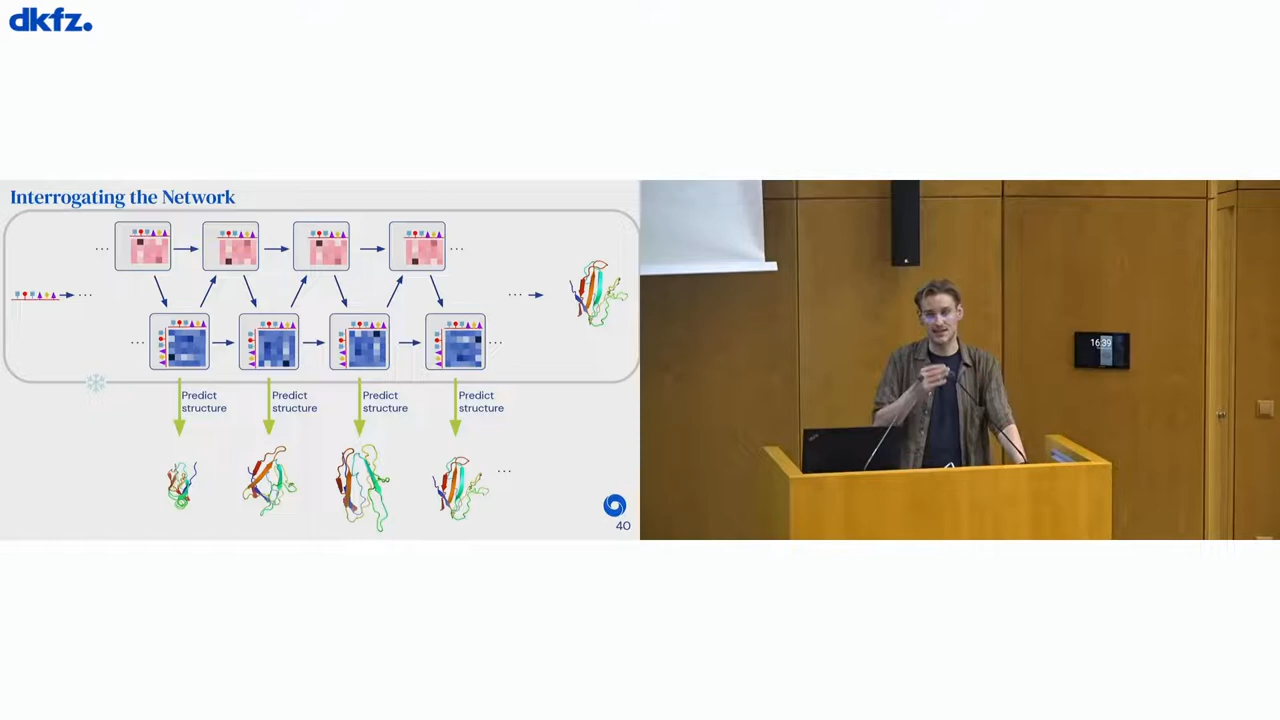 dkfz.
Interrogating the Network
Predict
structure
Predict
structure
Predict
structure
Predict
structure
40
16:39